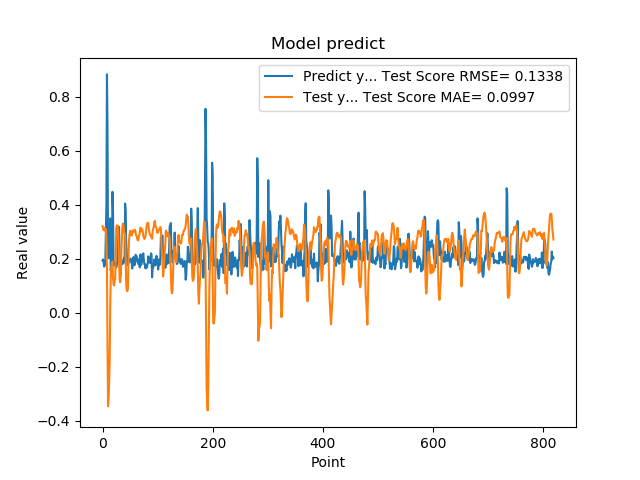 Model predict
Predict y... Test Score RMSE= 0.1338
Test y... Test Score MAE= 0.0997
Real value
0.8
0.6
0.4
0.2
0.0
−0.2
−0.4
0 200 400 600 800
Point